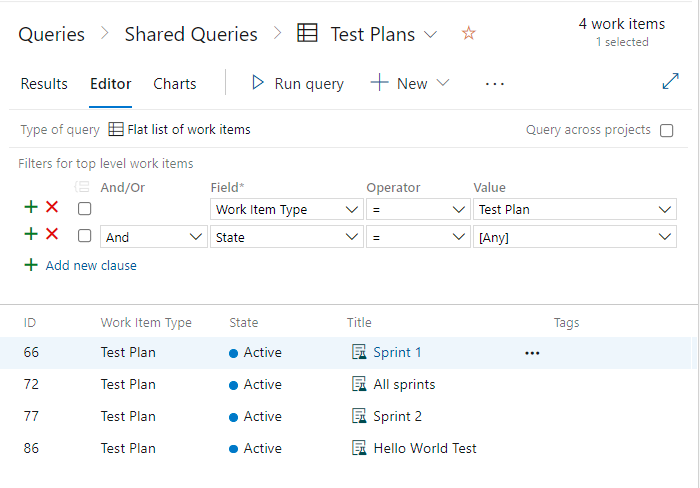 Queries > Shared Queries > Test Plans
4 work items
1 selected
Results Editor Charts Run query New ...
Type of query Flat list of work items Query across projects
Filters for top level work items
And/Or Field* Operator Value
Work Item Type = Test Plan
And State = [Any]
Add new clause
ID Work Item Type State Title Tags
66 Test Plan Active Sprint 1 ...
72 Test Plan Active All sprints
77 Test Plan Active Sprint 2
86 Test Plan Active Hello World Test